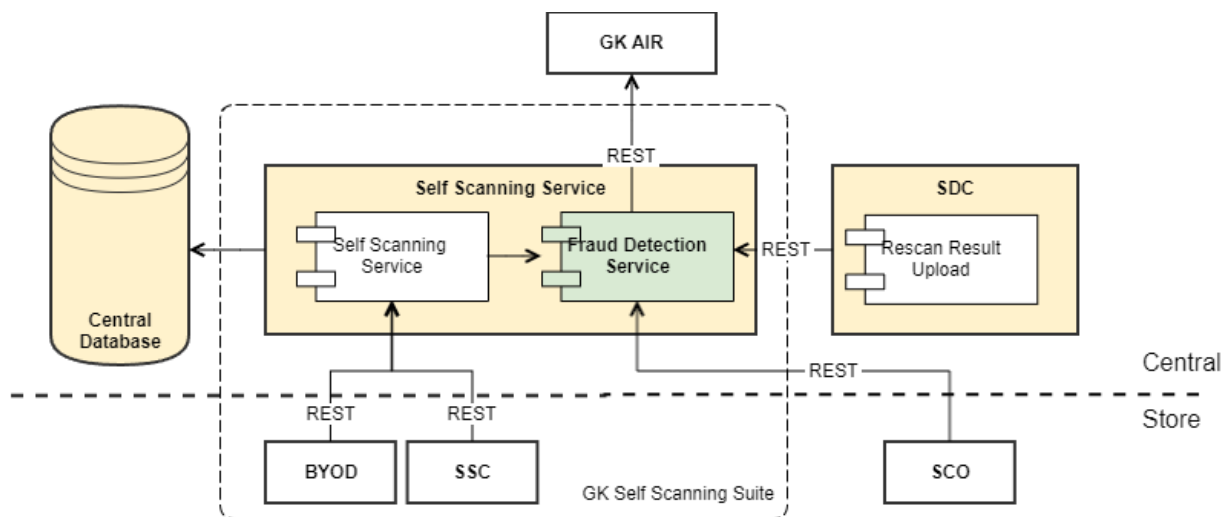 GK AIR
REST
Self Scanning Service
SDC
Self Scanning
Service
Fraud Detection
Service
REST
Rescan Result
Upload
Central
Database
REST
Central
REST
REST
Store
BYOD
SSC
SCO
GK Self Scanning Suite